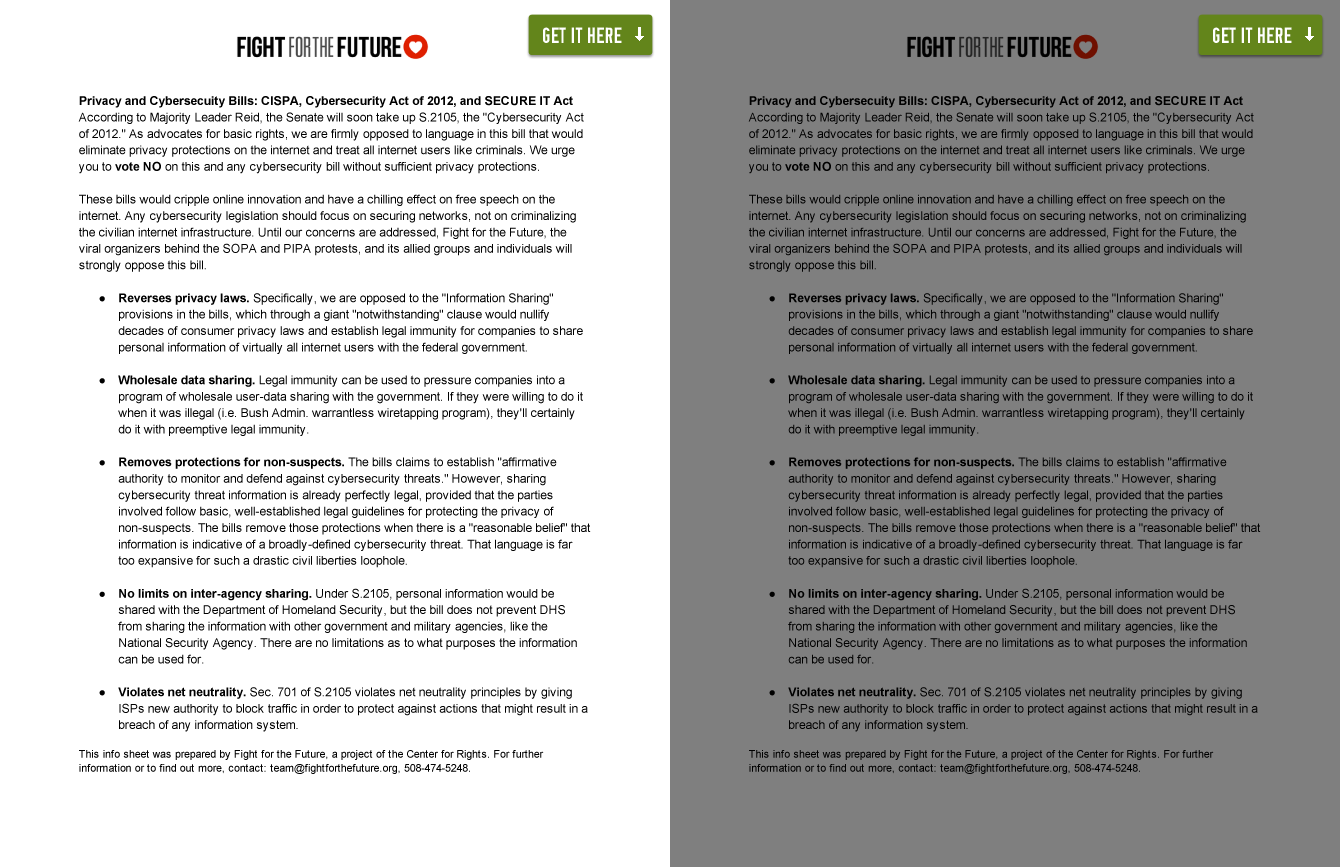 GET IT HERE
FIGHT FOR THE FUTURE
Privacy and Cybersecuity Bills: CISPA, Cybersecurity Act of 2012, and SECURE IT Act
According to Majority Leader Reid, the Senate will soon take up S.2105, the "Cybersecurity Act
of 2012." As advocates for basic rights, we are firmly opposed to language in this bill that would
eliminate privacy protections on the internet and treat all internet users like criminals. We urge
you to vote NO on this and any cybersecurity bill without sufficient privacy protections.
These bills would cripple online innovation and have a chilling effect on free speech on the
internet. Any cybersecurity legislation should focus on securing networks, not on criminalizing
the civilian internet infrastructure. Until our concerns are addressed, Fight for the Future, the
viral organizers behind the SOPA and PIPA protests, and its allied groups and individuals will
strongly oppose this bill.
● Reverses privacy laws. Specifically, we are opposed to the "Information Sharing"
provisions in the bills, which through a giant "notwithstanding" clause would nullify
decades of consumer privacy laws and establish legal immunity for companies to share
personal information of virtually all internet users with the federal government.
● Wholesale data sharing. Legal immunity can be used to pressure companies into a
program of wholesale user-data sharing with the government. If they were willing to do it
when it was illegal (i.e. Bush Admin. warrantless wiretapping program), they'll certainly
do it with preemptive legal immunity.
● Removes protections for non-suspects. The bills claims to establish "affirmative
authority to monitor and defend against cybersecurity threats." However, sharing
cybersecurity threat information is already perfectly legal, provided that the parties
involved follow basic, well-established legal guidelines for protecting the privacy of
non-suspects. The bills remove those protections when there is a "reasonable belief" that
information is indicative of a broadly-defined cybersecurity threat. That language is far
too expansive for such a drastic civil liberties loophole.
● No limits on inter-agency sharing. Under S.2105, personal information would be
shared with the Department of Homeland Security, but the bill does not prevent DHS
from sharing the information with other government and military agencies, like the
National Security Agency. There are no limitations as to what purposes the information
can be used for.
● Violates net neutrality. Sec. 701 of S.2105 violates net neutrality principles by giving
ISPs new authority to block traffic in order to protect against actions that might result in a
breach of any information system.
This info sheet was prepared by Fight for the Future, a project of the Center for Rights. For further
information or to find out more, contact: team@fightforthefuture.org, 508-474-5248.
GET IT HERE
FIGHT FOR THE FUTURE
Privacy and Cybersecuity Bills: CISPA, Cybersecurity Act of 2012, and SECURE IT Act
According to Majority Leader Reid, the Senate will soon take up S.2105, the "Cybersecurity Act
of 2012." As advocates for basic rights, we are firmly opposed to language in this bill that would
eliminate privacy protections on the internet and treat all internet users like criminals. We urge
you to vote NO on this and any cybersecurity bill without sufficient privacy protections.
These bills would cripple online innovation and have a chilling effect on free speech on the
internet. Any cybersecurity legislation should focus on securing networks, not on criminalizing
the civilian internet infrastructure. Until our concerns are addressed, Fight for the Future, the
viral organizers behind the SOPA and PIPA protests, and its allied groups and individuals will
strongly oppose this bill.
● Reverses privacy laws. Specifically, we are opposed to the "Information Sharing"
provisions in the bills, which through a giant "notwithstanding" clause would nullify
decades of consumer privacy laws and establish legal immunity for companies to share
personal information of virtually all internet users with the federal government.
● Wholesale data sharing. Legal immunity can be used to pressure companies into a
program of wholesale user-data sharing with the government. If they were willing to do it
when it was illegal (i.e. Bush Admin. warrantless wiretapping program), they'll certainly
do it with preemptive legal immunity.
● Removes protections for non-suspects. The bills claims to establish "affirmative
authority to monitor and defend against cybersecurity threats." However, sharing
cybersecurity threat information is already perfectly legal, provided that the parties
involved follow basic, well-established legal guidelines for protecting the privacy of
non-suspects. The bills remove those protections when there is a "reasonable belief" that
information is indicative of a broadly-defined cybersecurity threat. That language is far
too expansive for such a drastic civil liberties loophole.
● No limits on inter-agency sharing. Under S.2105, personal information would be
shared with the Department of Homeland Security, but the bill does not prevent DHS
from sharing the information with other government and military agencies, like the
National Security Agency. There are no limitations as to what purposes the information
can be used for.
● Violates net neutrality. Sec. 701 of S.2105 violates net neutrality principles by giving
ISPs new authority to block traffic in order to protect against actions that might result in a
breach of any information system.
This info sheet was prepared by Fight for the Future, a project of the Center for Rights. For further
information or to find out more, contact: team@fightforthefuture.org, 508-474-5248.